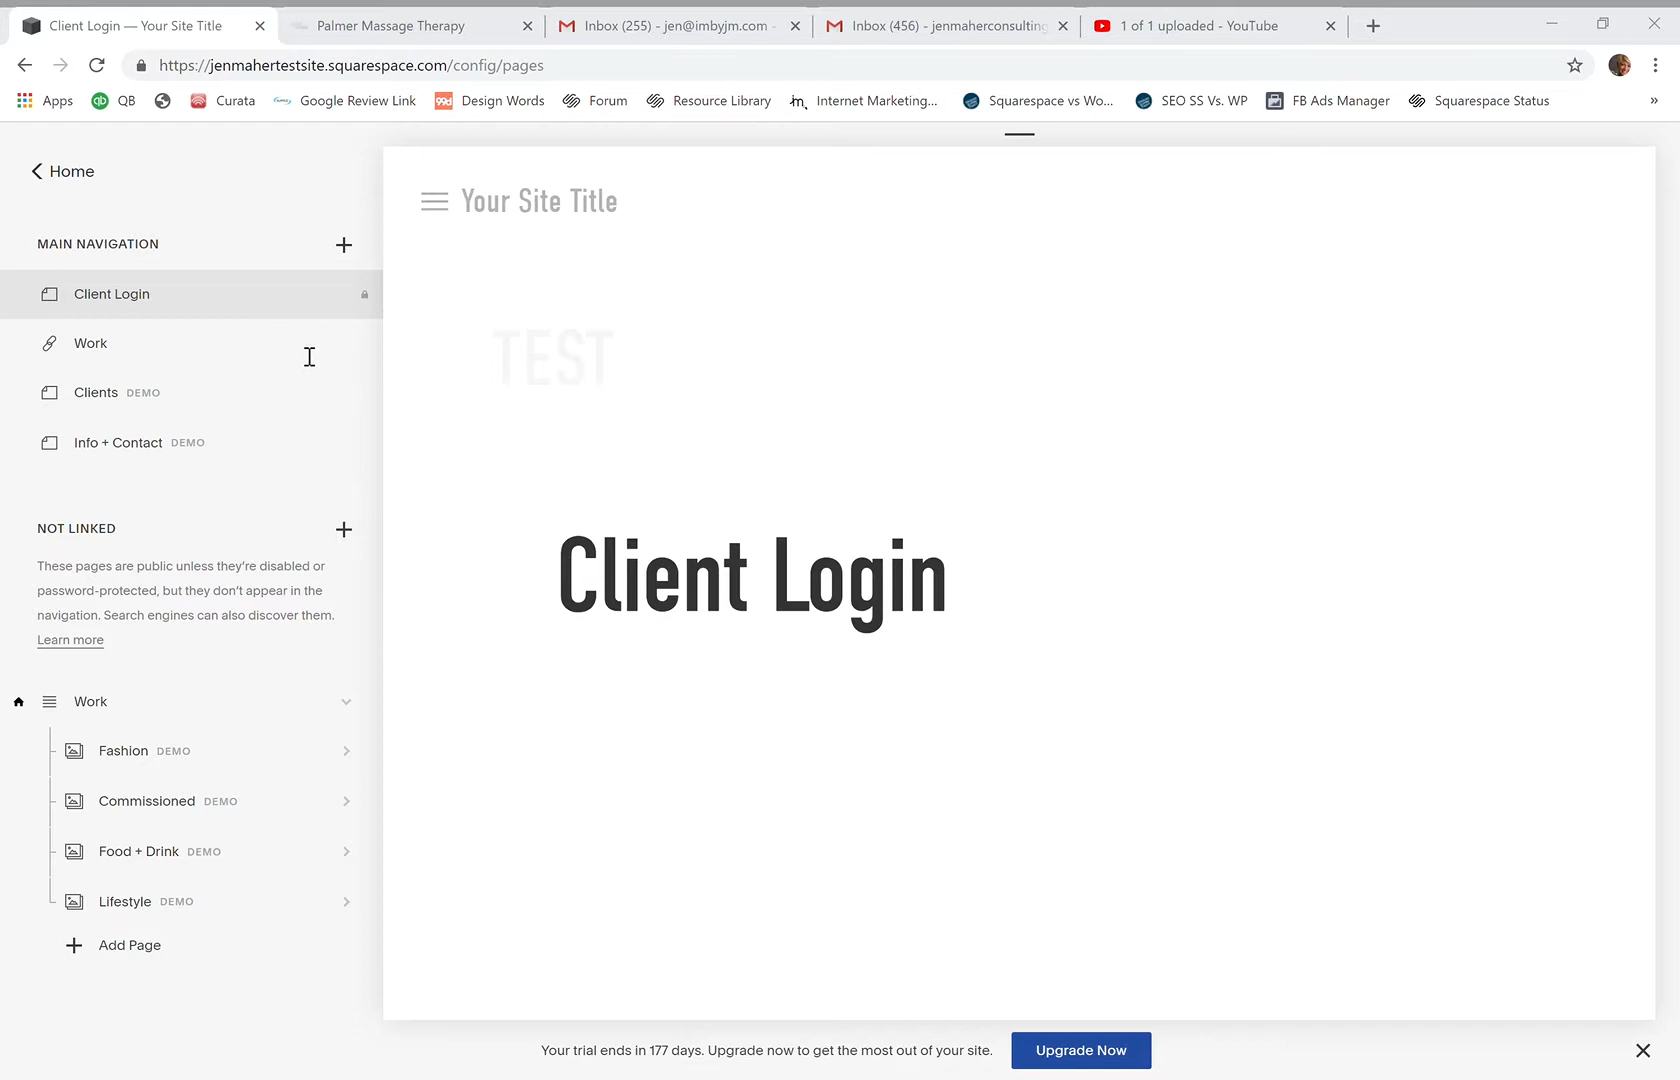 Client Login — Your Site Title
Palmer Massage Therapy
Inbox (255) - jen@imbyjm.com -
Inbox (456) - jenmaherconsulting
1 of 1 uploaded - YouTube
https://jenmahertestsite.squarespace.com/config/pages
Apps
qb QB
Curata
Google Review Link
99d Design Words
Forum
Resource Library
m, Internet Marketing...
Squarespace vs Wo...
SEO SS Vs. WP
FB Ads Manager
Squarespace Status
»
Home
MAIN NAVIGATION
Client Login
Work
Clients DEMO
Info + Contact DEMO
NOT LINKED
These pages are public unless they're disabled or
password-protected, but they don't appear in the
navigation. Search engines can also discover them.
Learn more
Work
Fashion DEMO
Commissioned DEMO
Food + Drink DEMO
Lifestyle DEMO
Add Page
Your Site Title
TEST
Client Login
Your trial ends in 177 days. Upgrade now to get the most out of your site.
Upgrade Now